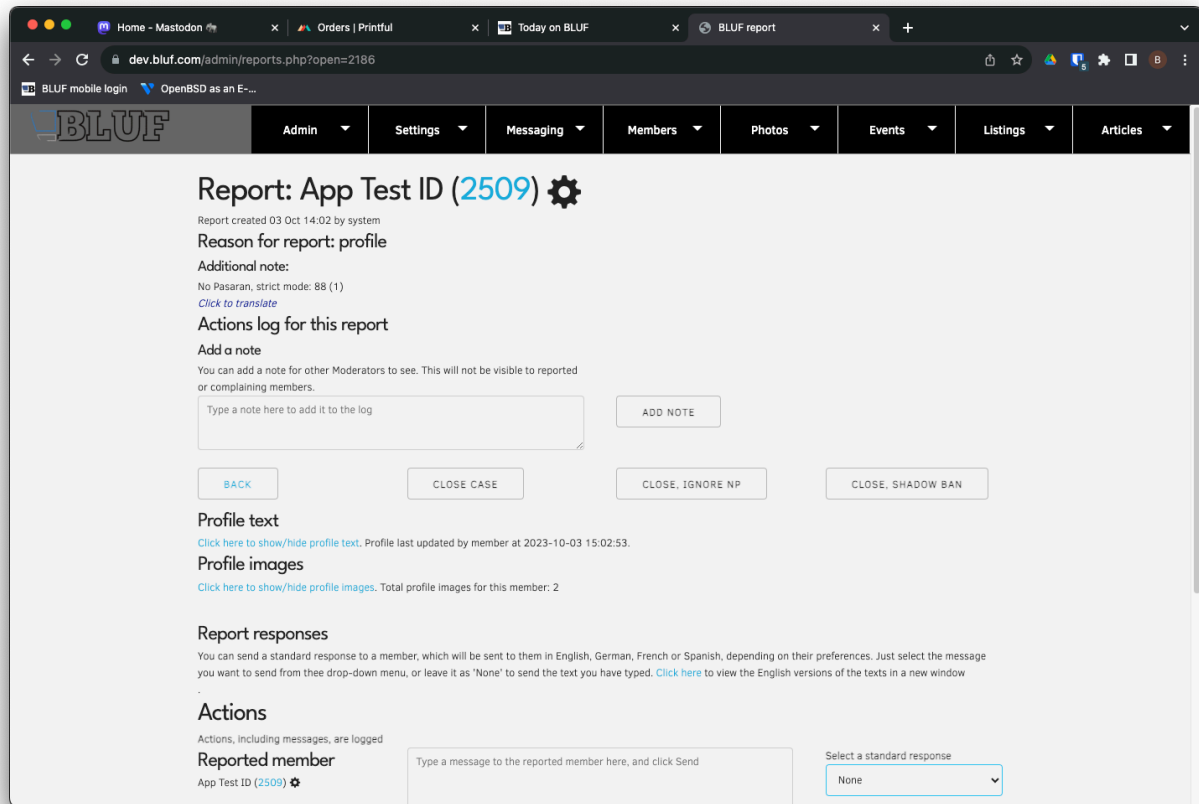 Home - Mastodon
Orders | Printful
Today on BLUF
BLUF report
dev.bluf.com/admin/reports.php?open=2186
5
B
BLUF mobile login
OpenBSD as an E-...
BLUF
Admin
Settings
Messaging
Members
Photos
Events
Listings
Articles
Report: App Test ID (2509)
Report created 03 Oct 14:02 by system
Reason for report: profile
Additional note:
No Pasaran, strict mode: 88 (1)
Click to translate
Actions log for this report
Add a note
You can add a note for other Moderators to see. This will not be visible to reported
or complaining members.
Type a note here to add it to the log
ADD NOTE
BACK
CLOSE CASE
CLOSE, IGNORE NP
CLOSE, SHADOW BAN
Profile text
Click here to show/hide profile text. Profile last updated by member at 2023-10-03 15:02:53.
Profile images
Click here to show/hide profile images. Total profile images for this member: 2
Report responses
You can send a standard response to a member, which will be sent to them in English, German, French or Spanish, depending on their preferences. Just select the message
you want to send from thee drop-down menu, or leave it as 'None' to send the text you have typed. Click here to view the English versions of the texts in a new window
.
Actions
Actions, including messages, are logged
Reported member
App Test ID (2509)
Type a message to the reported member here, and click Send
Select a standard response
None